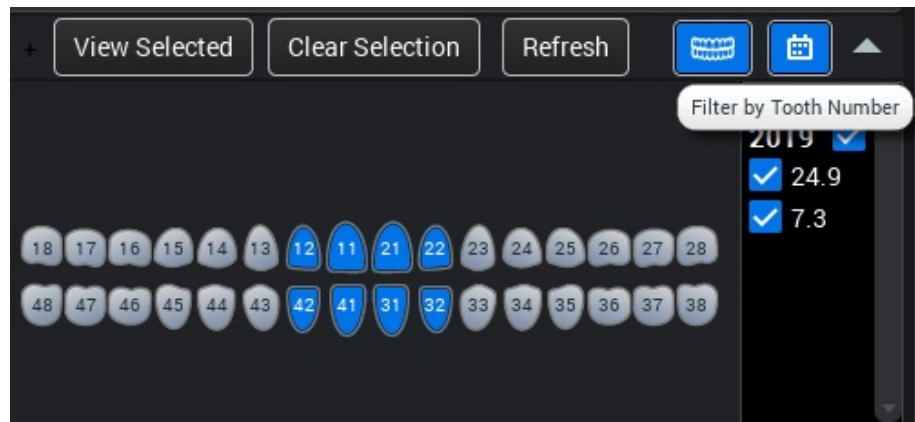 + View Selected Clear Selection Refresh
Filter by Tooth Number
2019
24.9
7.3
18 17 16 15 14 13 12 11 21 22 23 24 25 26 27 28
48 47 46 45 44 43 42 41 31 32 33 34 35 36 37 38